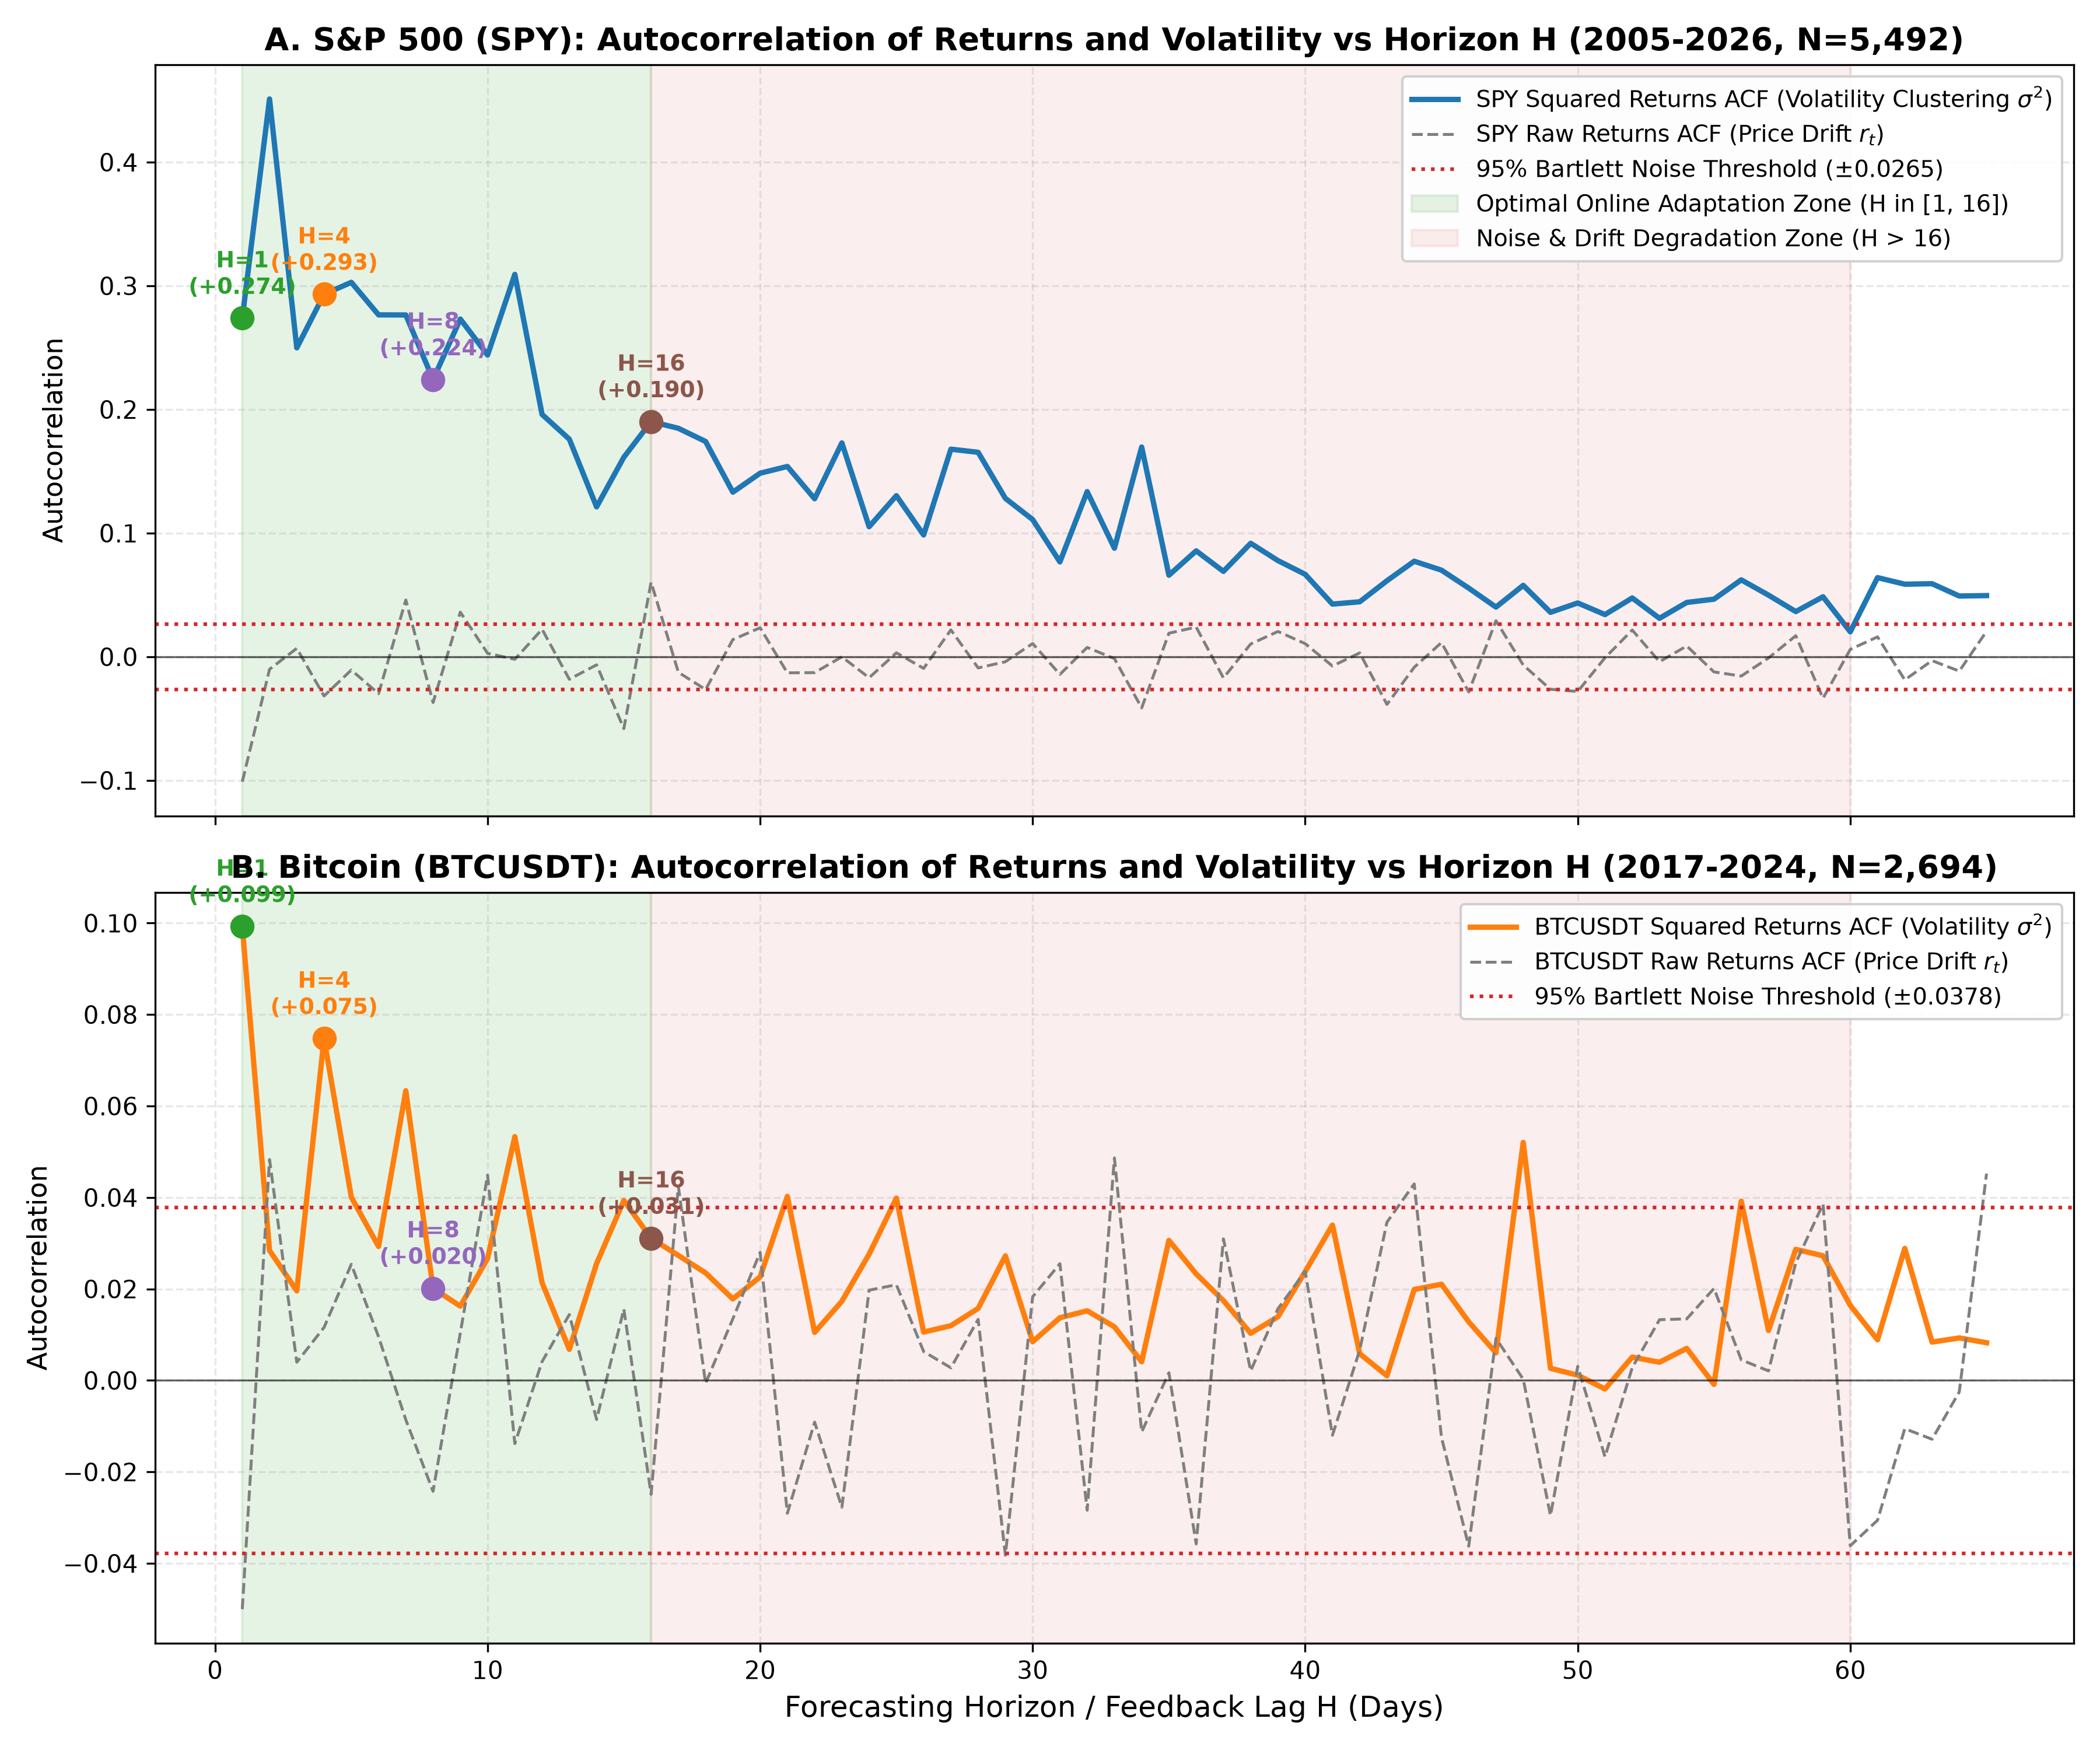 A. S&P 500 (SPY): Autocorrelation of Returns and Volatility vs Horizon H (2005-2026, N=5,492)
SPY Squared Returns ACF (Volatility Clustering σ²)
SPY Raw Returns ACF (Price Drift rₜ)
95% Bartlett Noise Threshold (±0.0265)
Optimal Online Adaptation Zone (H in [1, 16])
Noise & Drift Degradation Zone (H > 16)
H=1
(+0.274)
H=4
(+0.293)
H=8
(+0.224)
H=16
(+0.190)
Autocorrelation
0.4
0.3
0.2
0.1
0.0
−0.1
B. Bitcoin (BTCUSDT): Autocorrelation of Returns and Volatility vs Horizon H (2017-2024, N=2,694)
BTCUSDT Squared Returns ACF (Volatility σ²)
BTCUSDT Raw Returns ACF (Price Drift rₜ)
95% Bartlett Noise Threshold (±0.0378)
H=1
(+0.099)
H=4
(+0.075)
H=8
(+0.020)
H=16
(+0.031)
Autocorrelation
0.10
0.08
0.06
0.04
0.02
0.00
−0.02
−0.04
0 10 20 30 40 50 60
Forecasting Horizon / Feedback Lag H (Days)